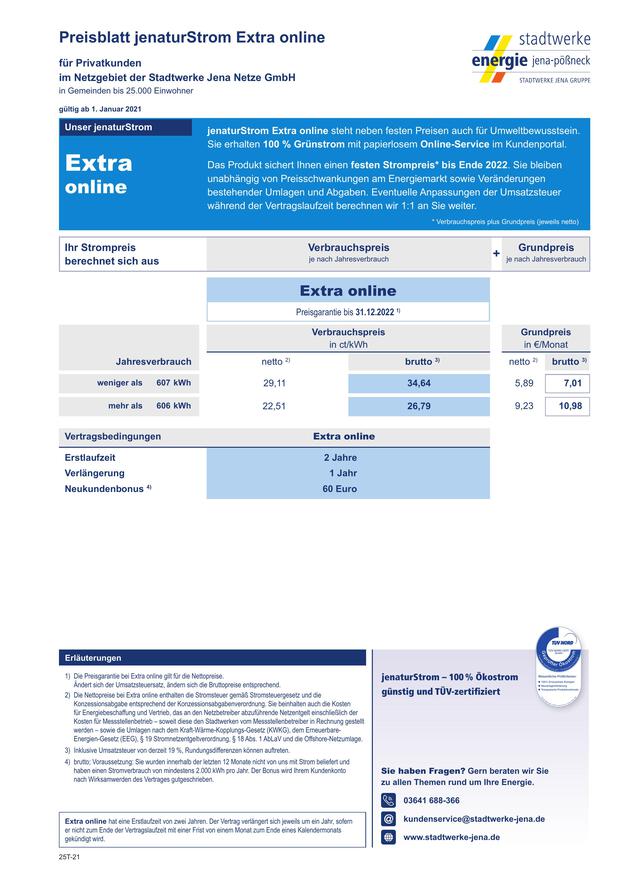 Preisblatt jenaturStrom Extra online
für Privatkunden
im Netzgebiet der Stadtwerke Jena Netze GmbH
in Gemeinden bis 25.000 Einwohner
gültig ab 1. Januar 2021
stadtwerke
energie jena-pößneck
STADTWERKE JENA GRUPPE
Unser jenaturStrom
Extra
online
jenaturStrom Extra online steht neben festen Preisen auch für Umweltbewusstsein.
Sie erhalten 100 % Grünstrom mit papierlosem Online-Service im Kundenportal.
Das Produkt sichert Ihnen einen festen Strompreis* bis Ende 2022. Sie bleiben
unabhängig von Preisschwankungen am Energiemarkt sowie Veränderungen
bestehender Umlagen und Abgaben. Eventuelle Anpassungen der Umsatzsteuer
während der Vertragslaufzeit berechnen wir 1:1 an Sie weiter.
* Verbrauchspreis plus Grundpreis (jeweils netto)
Ihr Strompreis
berechnet sich aus
Verbrauchspreis
je nach Jahresverbrauch
+
Grundpreis
je nach Jahresverbrauch
Extra online
Preisgarantie bis 31.12.2022 1)
Verbrauchspreis
in ct/kWh
Grundpreis
in €/Monat
Jahresverbrauch netto 2) brutto 3) netto 2) brutto 3)
weniger als 607 kWh 29,11 34,64 5,89 7,01
mehr als 606 kWh 22,51 26,79 9,23 10,98
Vertragsbedingungen Extra online
Erstlaufzeit 2 Jahre
Verlängerung 1 Jahr
Neukundenbonus 4) 60 Euro
Erläuterungen
1) Die Preisgarantie bei Extra online gilt für die Nettopreise.
Ändert sich der Umsatzsteuersatz, ändern sich die Bruttopreise entsprechend.
2) Die Nettopreise bei Extra online enthalten die Stromsteuer gemäß Stromsteuergesetz und die
Konzessionsabgabe entsprechend der Konzessionsabgabenverordnung. Sie beinhalten auch die Kosten
für Energiebeschaffung und Vertrieb, das an den Netzbetreiber abzuführende Netzentgelt einschließlich der
Kosten für Messstellenbetrieb – soweit diese den Stadtwerken vom Messstellenbetreiber in Rechnung gestellt
werden – sowie die Umlagen nach dem Kraft-Wärme-Kopplungs-Gesetz (KWKG), dem Erneuerbare-
Energien-Gesetz (EEG), § 19 Stromnetzentgeltverordnung, § 18 Abs. 1 AbLaV und die Offshore-Netzumlage.
3) Inklusive Umsatzsteuer von derzeit 19 %, Rundungsdifferenzen können auftreten.
4) brutto; Voraussetzung: Sie wurden innerhalb der letzten 12 Monate nicht von uns mit Strom beliefert und
haben einen Stromverbrauch von mindestens 2.000 kWh pro Jahr. Der Bonus wird Ihrem Kundenkonto
nach Wirksamwerden des Vertrages gutgeschrieben.
Extra online hat eine Erstlaufzeit von zwei Jahren. Der Vertrag verlängert sich jeweils um ein Jahr, sofern
er nicht zum Ende der Vertragslaufzeit mit einer Frist von einem Monat zum Ende eines Kalendermonats
gekündigt wird.
25T-21
TÜV NORD
Geprüfter Ökostrom
jenaturStrom – 100 % Ökostrom
günstig und TÜV-zertifiziert
Sie haben Fragen? Gern beraten wir Sie
zu allen Themen rund um Ihre Energie.
03641 688-366
@ kundenservice@stadtwerke-jena.de
www.stadtwerke-jena.de